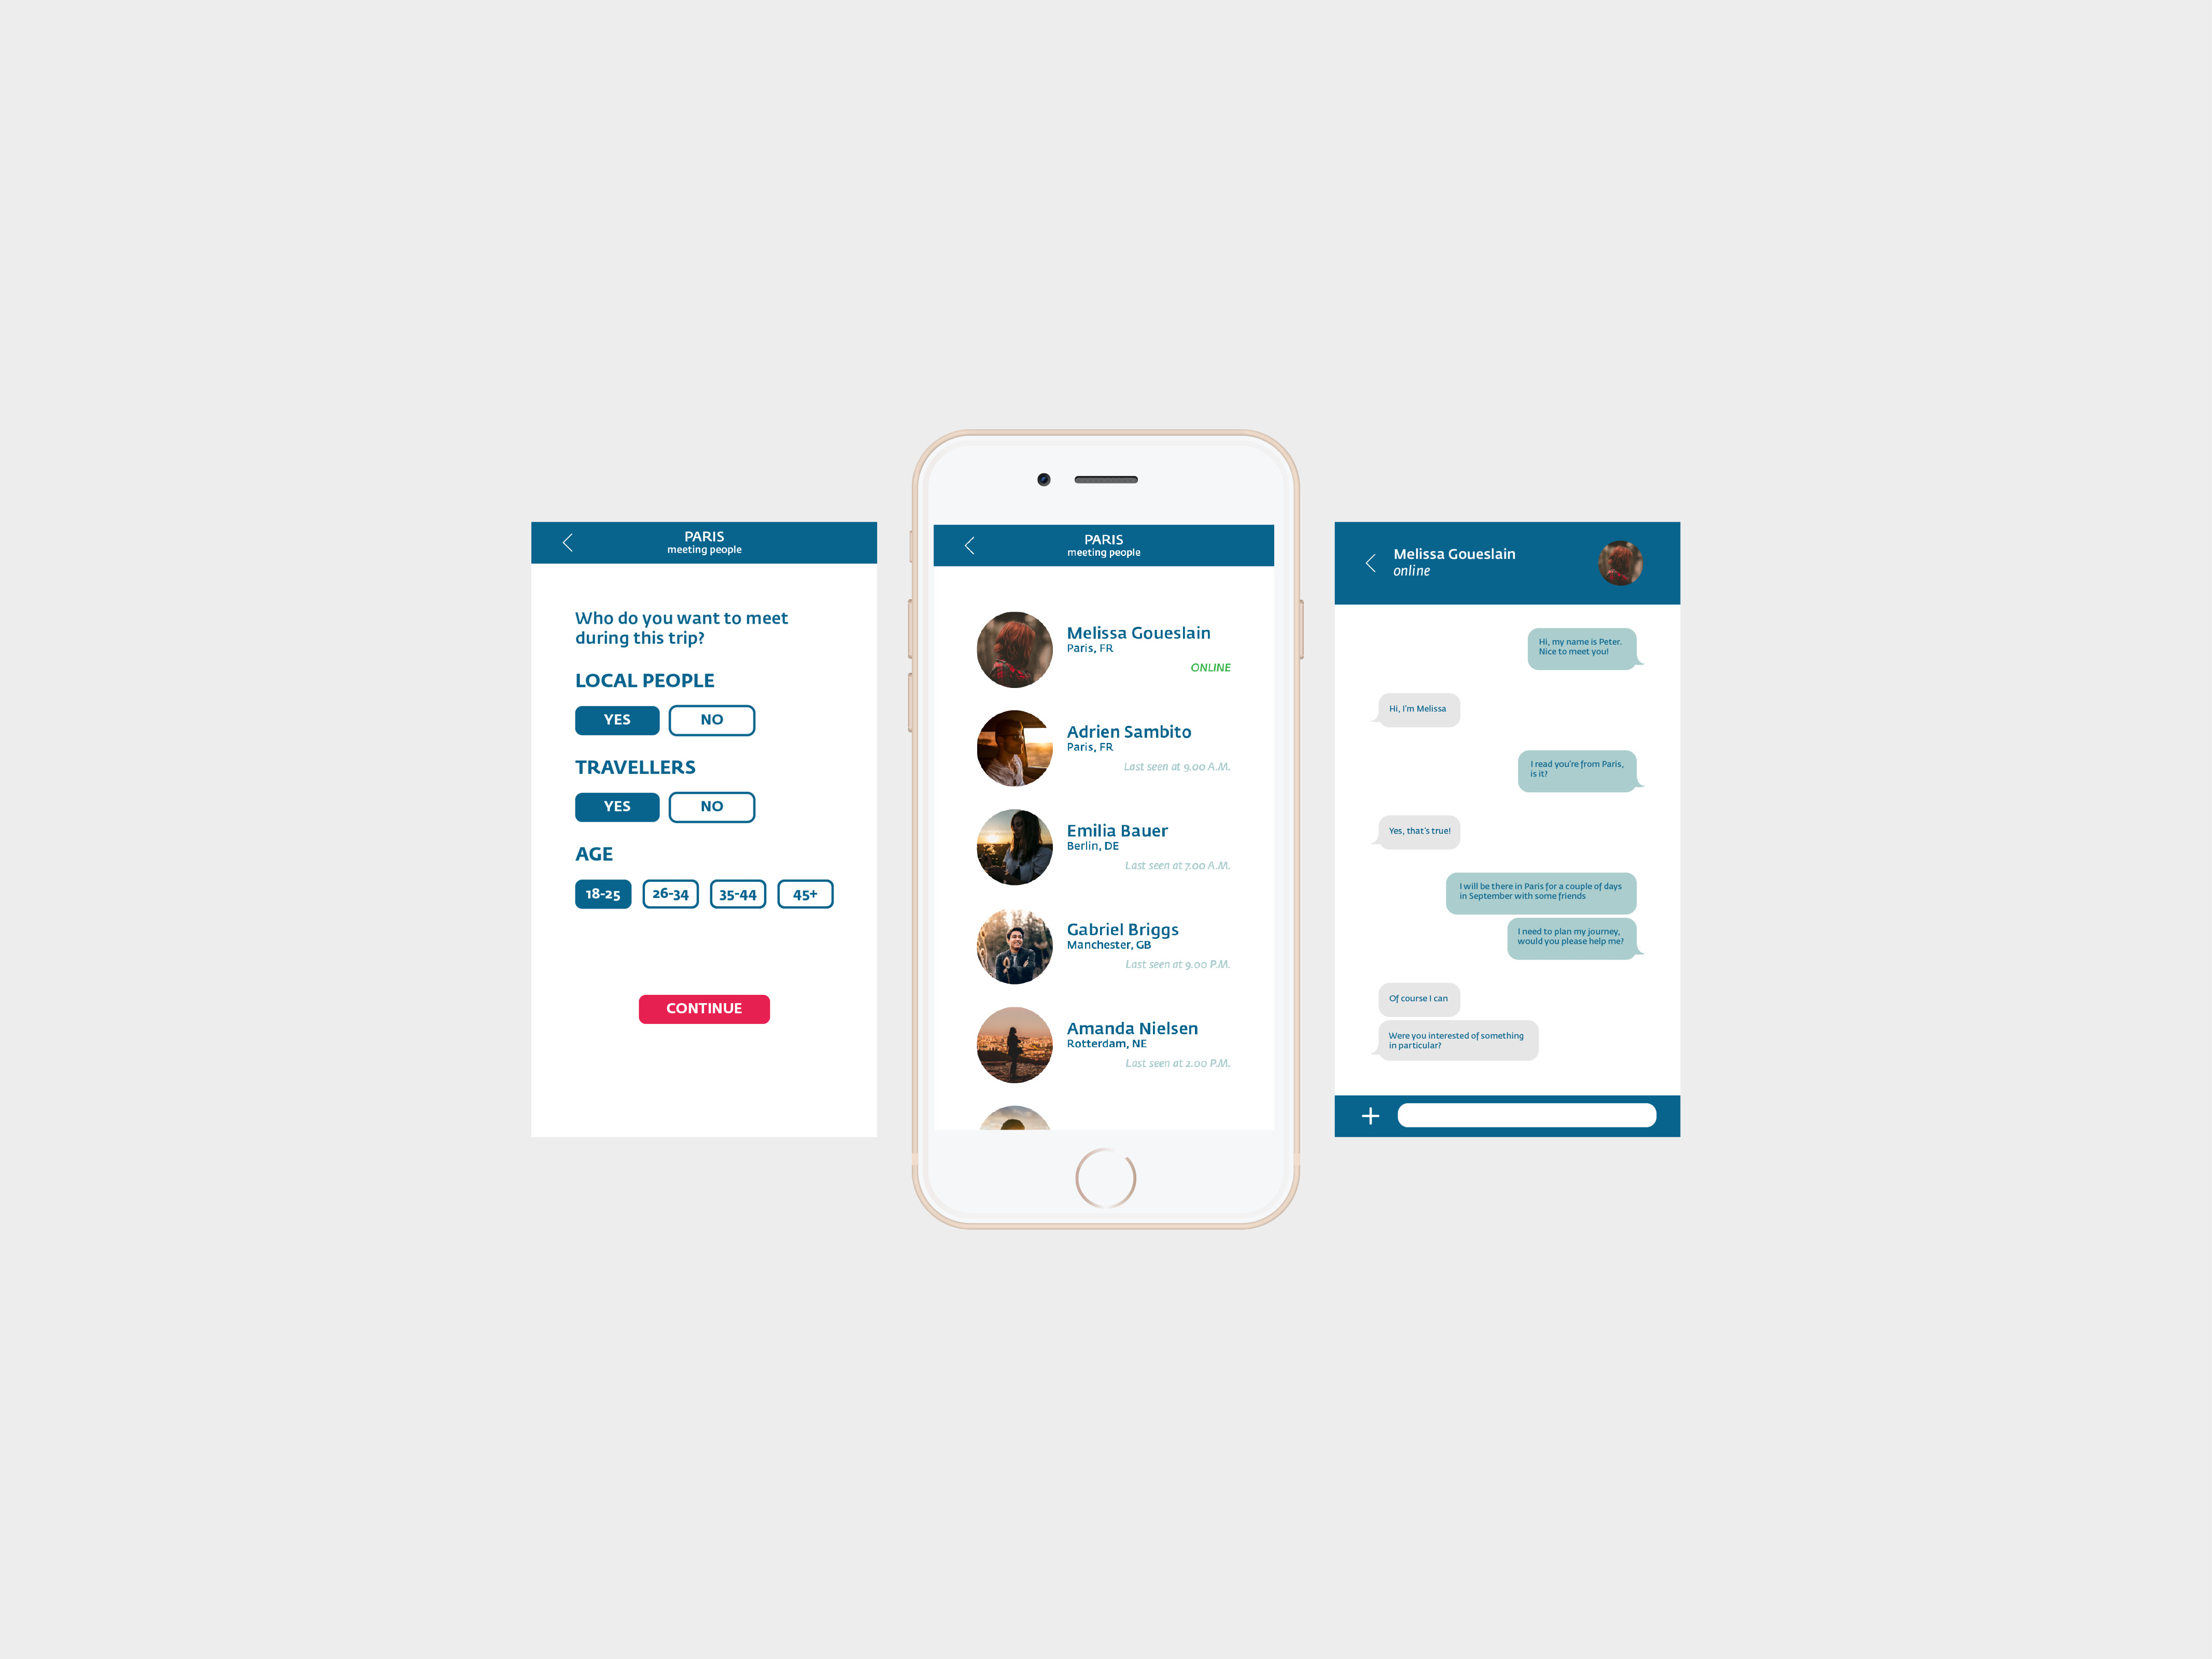 PARIS
meeting people
Who do you want to meet
during this trip?
LOCAL PEOPLE
YES NO
TRAVELLERS
YES NO
AGE
18-25 26-34 35-44 45+
CONTINUE
PARIS
meeting people
Melissa Goueslain
Paris, FR
ONLINE
Adrien Sambito
Paris, FR
Last seen at 9.00 A.M.
Emilia Bauer
Berlin, DE
Last seen at 7.00 A.M.
Gabriel Briggs
Manchester, GB
Last seen at 9.00 P.M.
Amanda Nielsen
Rotterdam, NE
Last seen at 2.00 P.M.
Melissa Goueslain
online
Hi, my name is Peter.
Nice to meet you!
Hi, I'm Melissa
I read you're from Paris,
is it?
Yes, that's true!
I will be there in Paris for a couple of days
in September with some friends
I need to plan my journey,
would you please help me?
Of course I can
Were you interested of something
in particular?